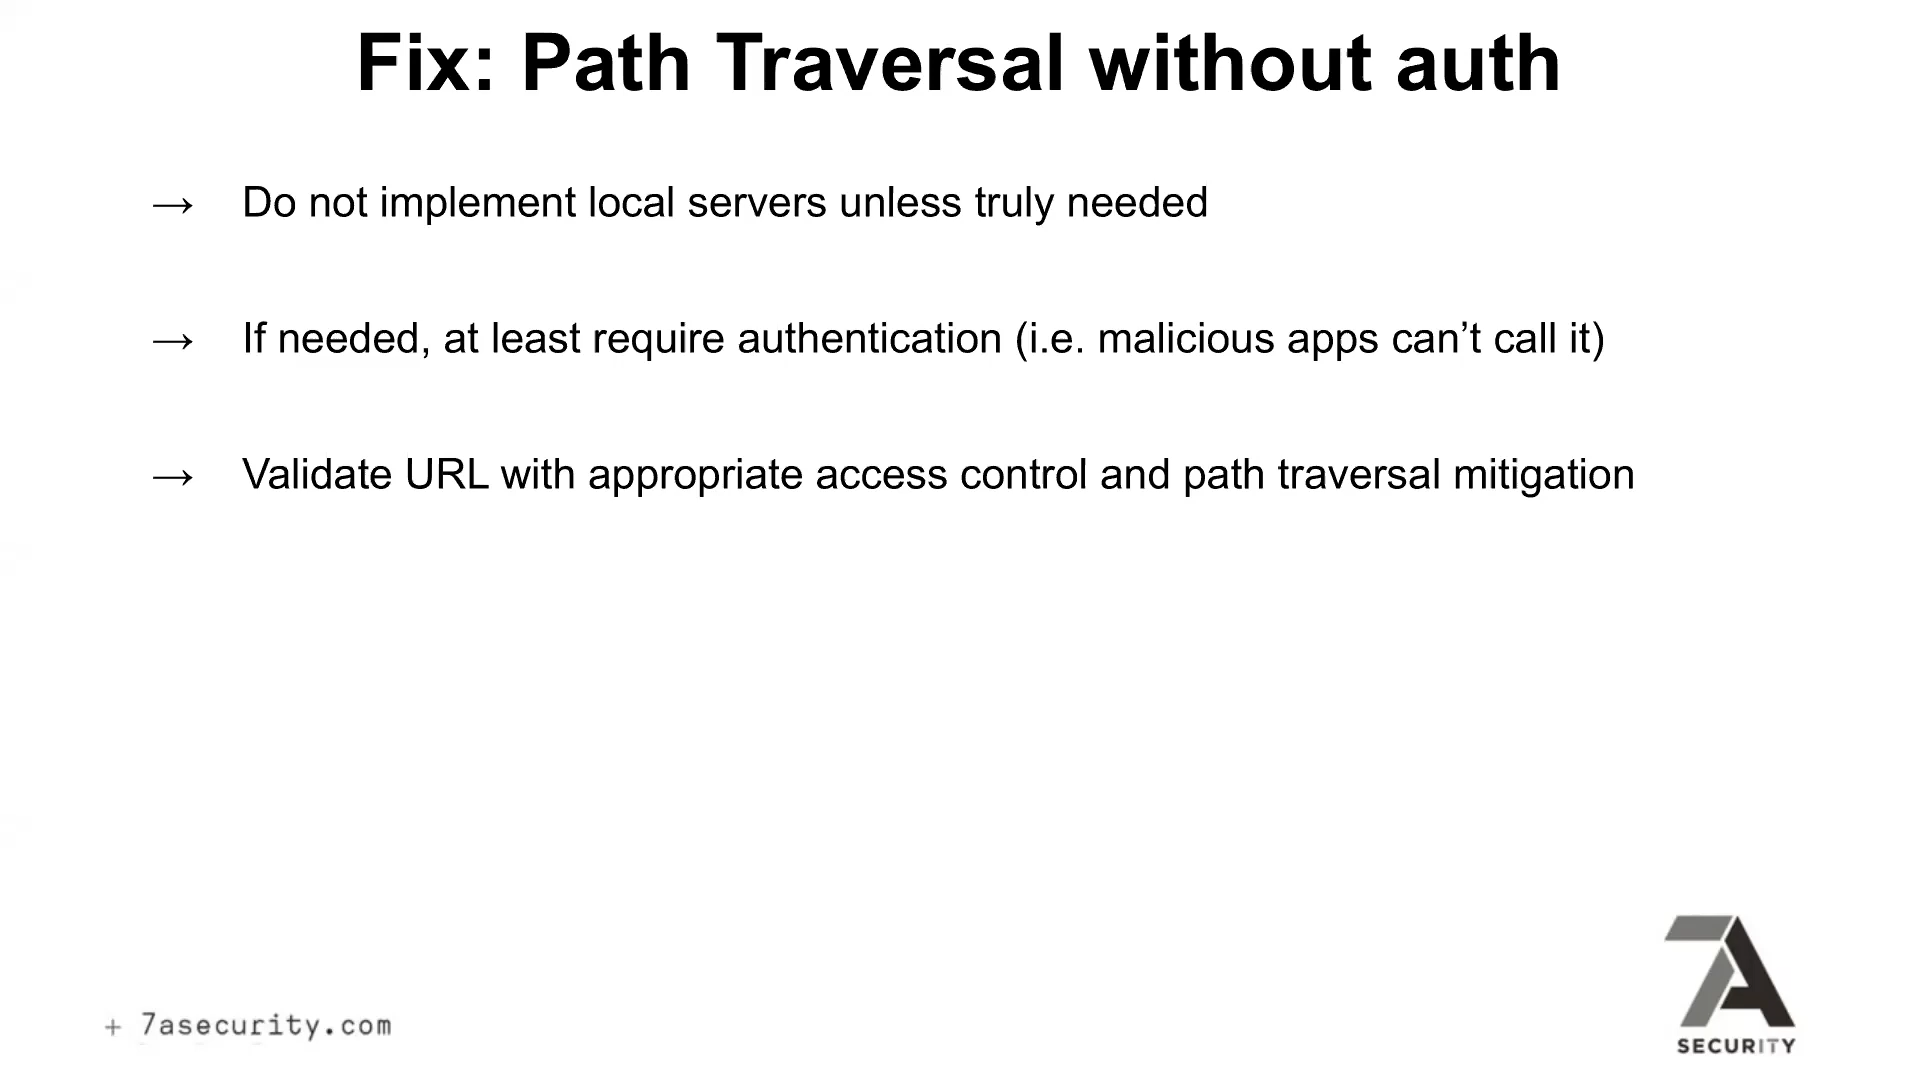 Fix: Path Traversal without auth
→ Do not implement local servers unless truly needed
→ If needed, at least require authentication (i.e. malicious apps can’t call it)
→ Validate URL with appropriate access control and path traversal mitigation
+ 7asecurity.com
7A
SECURITY